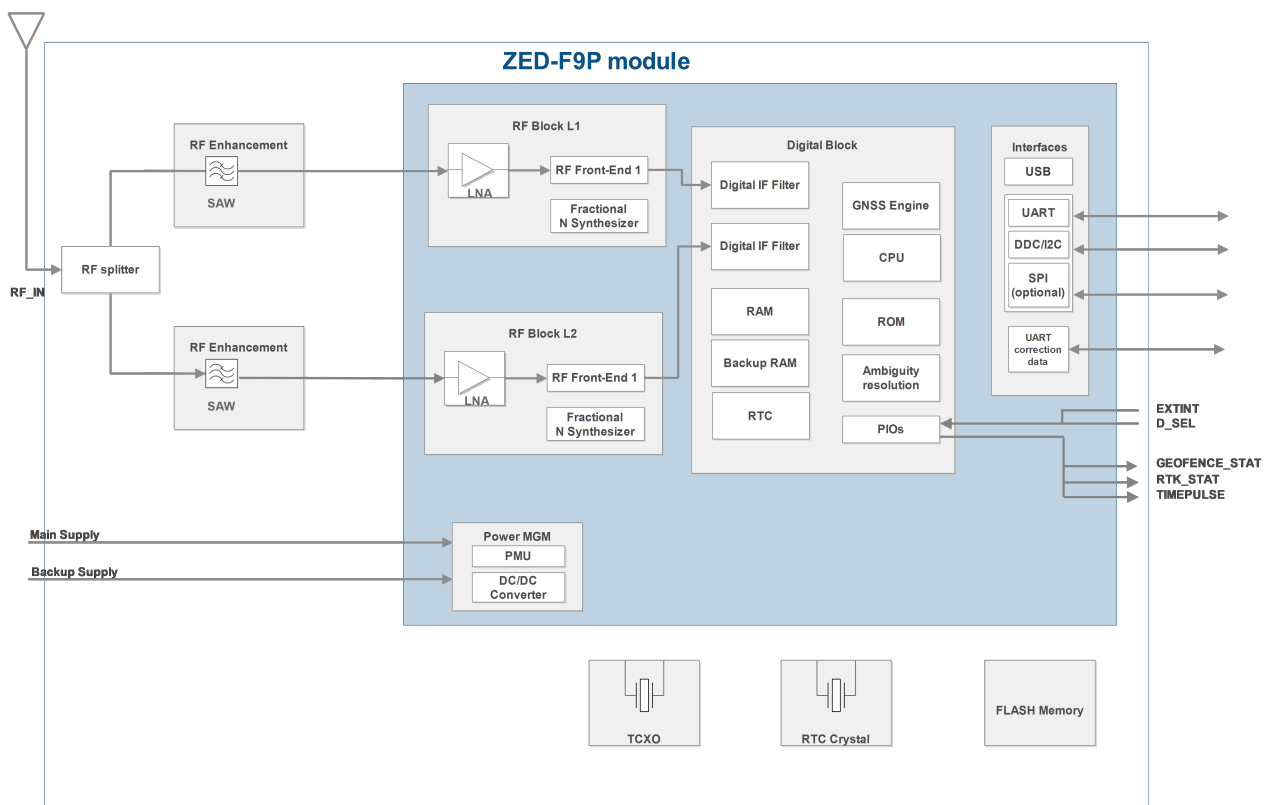 ZED-F9P module
RF_IN
RF splitter
RF Enhancement
SAW
RF Enhancement
SAW
RF Block L1
LNA
RF Front-End 1
Fractional
N Synthesizer
RF Block L2
LNA
RF Front-End 1
Fractional
N Synthesizer
Digital Block
Digital IF Filter
Digital IF Filter
RAM
Backup RAM
RTC
GNSS Engine
CPU
ROM
Ambiguity
resolution
PIOs
Interfaces
USB
UART
DDC/I2C
SPI
(optional)
UART
correction
data
EXTINT
D_SEL
GEOFENCE_STAT
RTK_STAT
TIMEPULSE
Main Supply
Backup Supply
Power MGM
PMU
DC/DC
Converter
TCXO
RTC Crystal
FLASH Memory